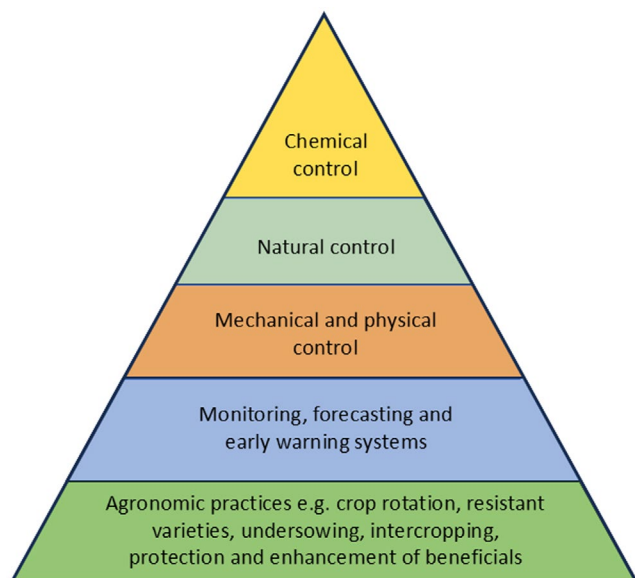 Chemical
control
Natural control
Mechanical and physical
control
Monitoring, forecasting and
early warning systems
Agronomic practices e.g. crop rotation, resistant
varieties, undersowing, intercropping,
protection and enhancement of beneficials